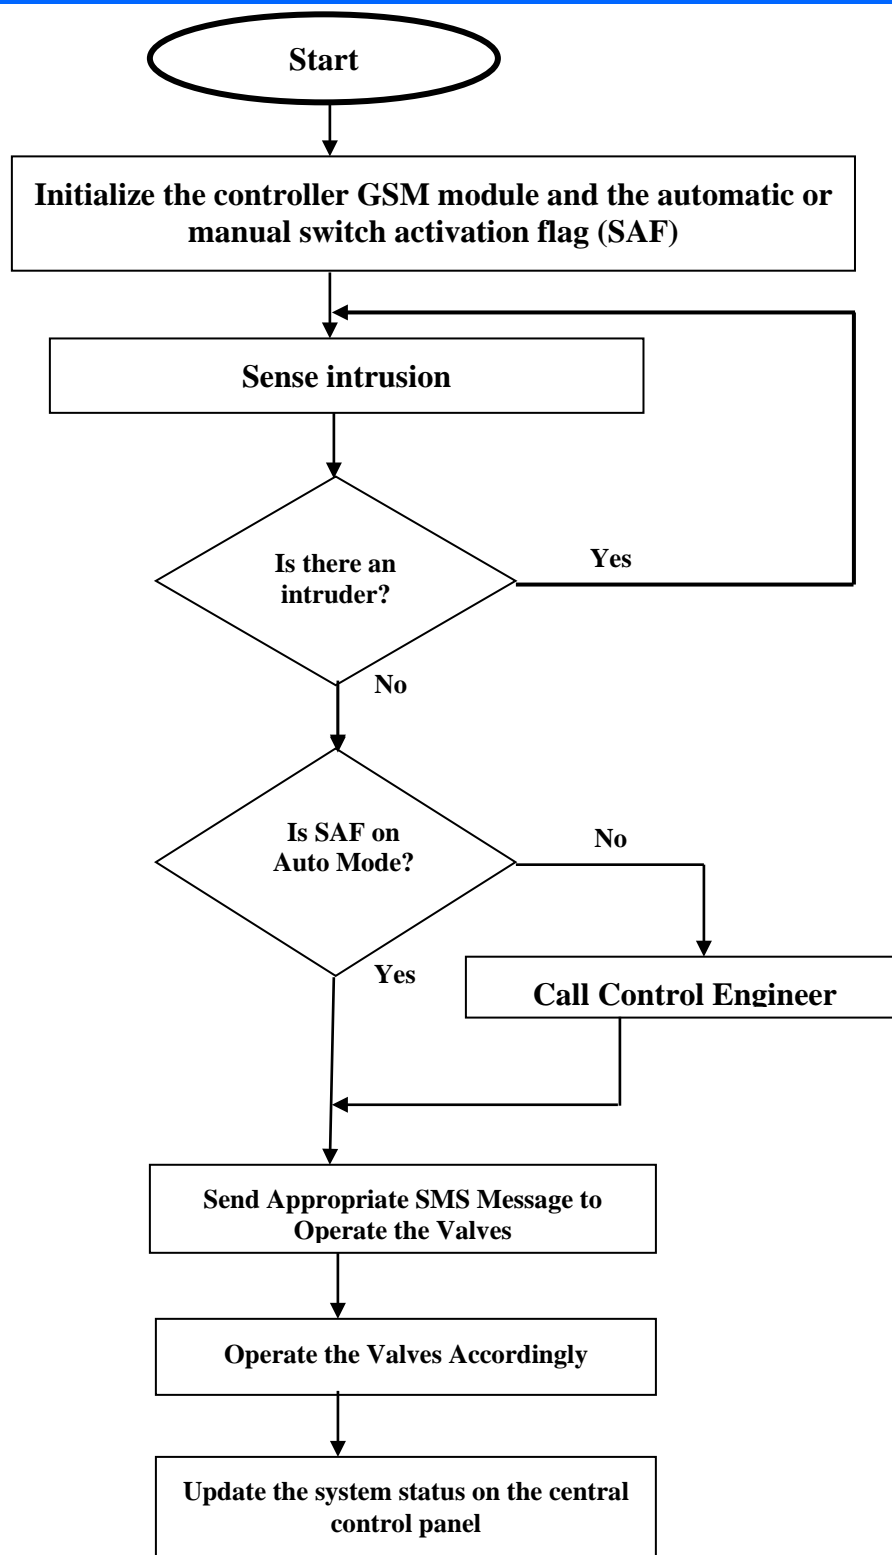 Start
Initialize the controller GSM module and the automatic or
manual switch activation flag (SAF)
Sense intrusion
Is there an
intruder?
Yes
No
Is SAF on
Auto Mode?
No
Yes
Call Control Engineer
Send Appropriate SMS Message to
Operate the Valves
Operate the Valves Accordingly
Update the system status on the central
control panel